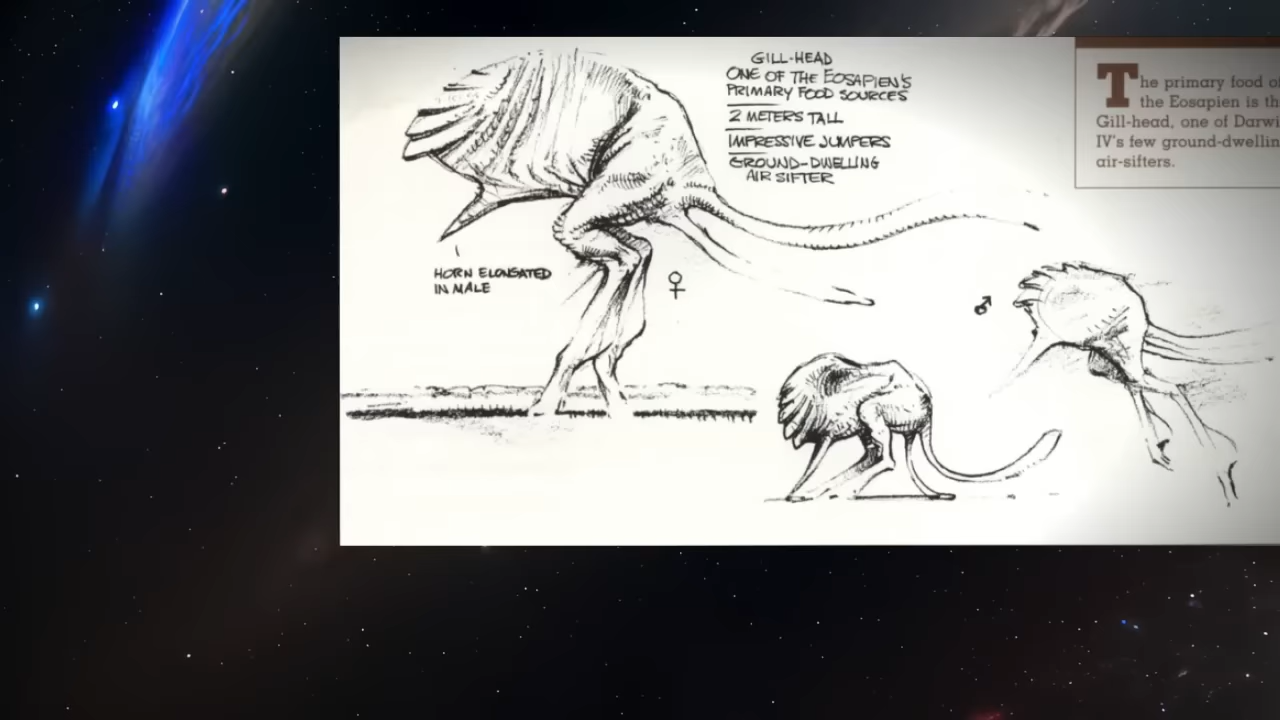 GILL-HEAD
ONE OF THE EOSAPIEN'S
PRIMARY FOOD SOURCES
2 METERS TALL
IMPRESSIVE JUMPERS
GROUND-DWELLING
AIR SIFTER
HORN ELONGATED
IN MALE
♀
♂
The primary food o
the Eosapien is th
Gill-head, one of Darwi
IV's few ground-dwellin
air-sifters.